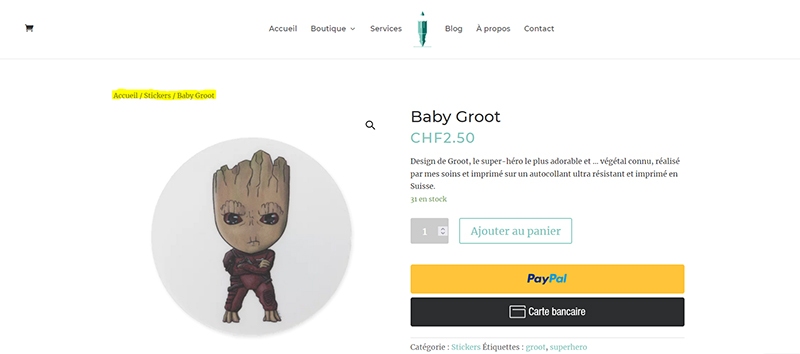 Accueil Boutique Services Blog À propos Contact
Accueil / Stickers / Baby Groot
Baby Groot
CHF2.50
Design de Groot, le super-héro le plus adorable et ... végétal connu, réalisé
par mes soins et imprimé sur un autocollant ultra résistant et imprimé en
Suisse.
31 en stock
1 Ajouter au panier
PayPal
Carte bancaire
Catégorie : Stickers Étiquettes : groot, superhero